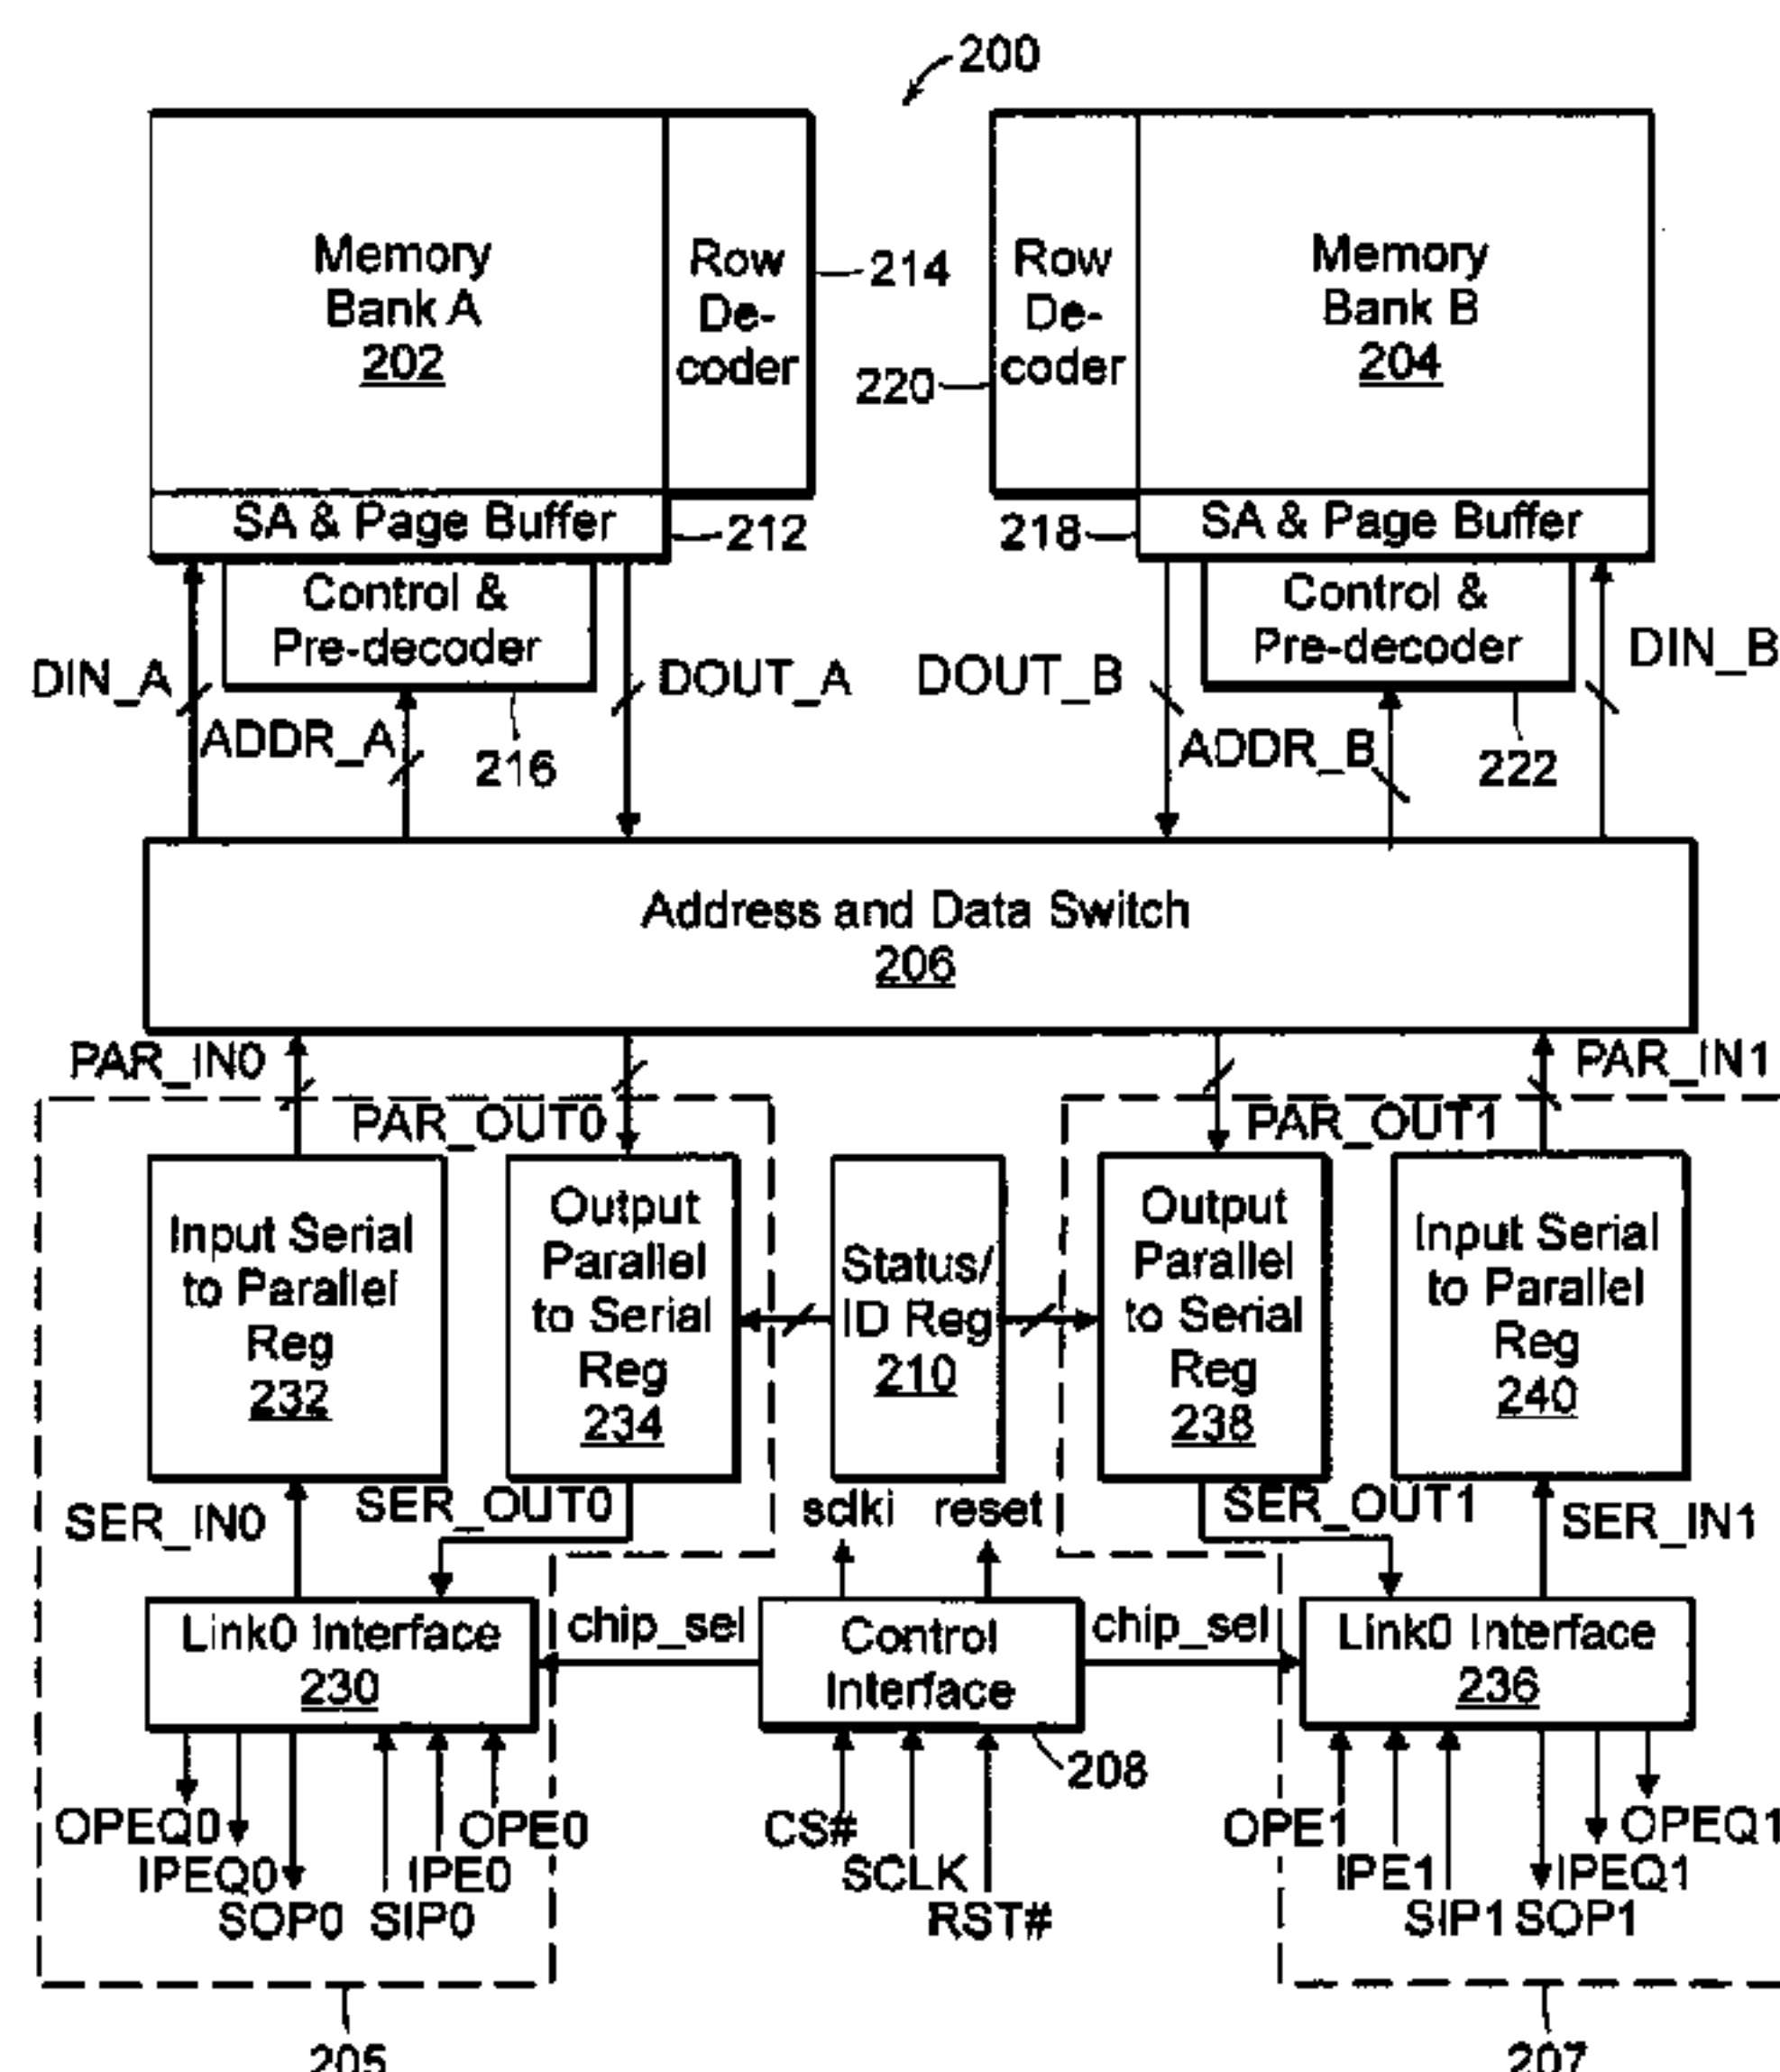 200
Memory
Bank A
202
Row
De-
coder
214
220
Row
De-
coder
Memory
Bank B
204
SA & Page Buffer
212
218
SA & Page Buffer
Control &
Pre-decoder
216
Control &
Pre-decoder
222
DIN_A
ADDR_A
DOUT_A
DOUT_B
ADDR_B
DIN_B
Address and Data Switch
206
PAR_IN0
PAR_OUT0
PAR_OUT1
PAR_IN1
Input Serial
to Parallel
Reg
232
Output
Parallel
to Serial
Reg
234
Status/
ID Reg
210
Output
Parallel
to Serial
Reg
238
Input Serial
to Parallel
Reg
240
SER_IN0
SER_OUT0
sclki
reset
SER_OUT1
SER_IN1
Link0 Interface
230
chip_sel
Control
Interface
208
chip_sel
Link0 Interface
236
OPEQ0
IPEQ0
SOP0
SIP0
IPE0
OPE0
CS#
SCLK
RST#
OPE1
IPE1
SIP1
SOP1
IPEQ1
OPEQ1
205
207